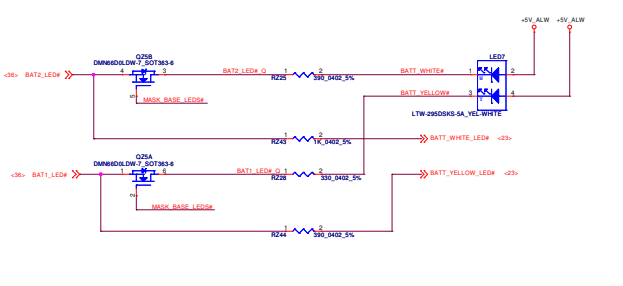 +5V_ALW +5V_ALW
QZ5B
DMN66D0LDW-7_SOT363-6
LED7
<36> BAT2_LED# 4 3 BAT2_LED#_Q 1 2 BATT_WHITE# 1 2
RZ25 390_0402_5%
5
MASK_BASE_LEDS#
BATT_YELLOW# 3 4
LTW-295DSKS-5A_YEL-WHITE
1 2 BATT_WHITE_LED# <23>
RZ43 1K_0402_5%
QZ5A
DMN66D0LDW-7_SOT363-6
<36> BAT1_LED# 1 6 BAT1_LED#_Q 1 2 BATT_YELLOW_LED# <23>
RZ28 330_0402_5%
2
MASK_BASE_LEDS#
1 2
RZ44 390_0402_5%